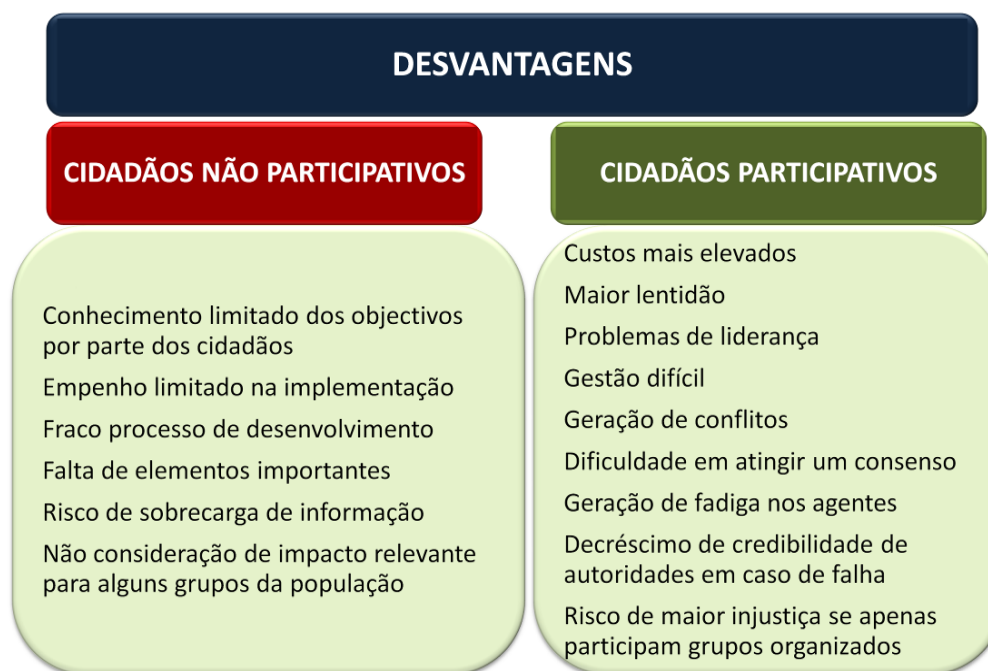 DESVANTAGENS
CIDADÃOS NÃO PARTICIPATIVOS
Conhecimento limitado dos objectivos
por parte dos cidadãos
Empenho limitado na implementação
Fraco processo de desenvolvimento
Falta de elementos importantes
Risco de sobrecarga de informação
Não consideração de impacto relevante
para alguns grupos da população
CIDADÃOS PARTICIPATIVOS
Custos mais elevados
Maior lentidão
Problemas de liderança
Gestão difícil
Geração de conflitos
Dificuldade em atingir um consenso
Geração de fadiga nos agentes
Decréscimo de credibilidade de
autoridades em caso de falha
Risco de maior injustiça se apenas
participam grupos organizados